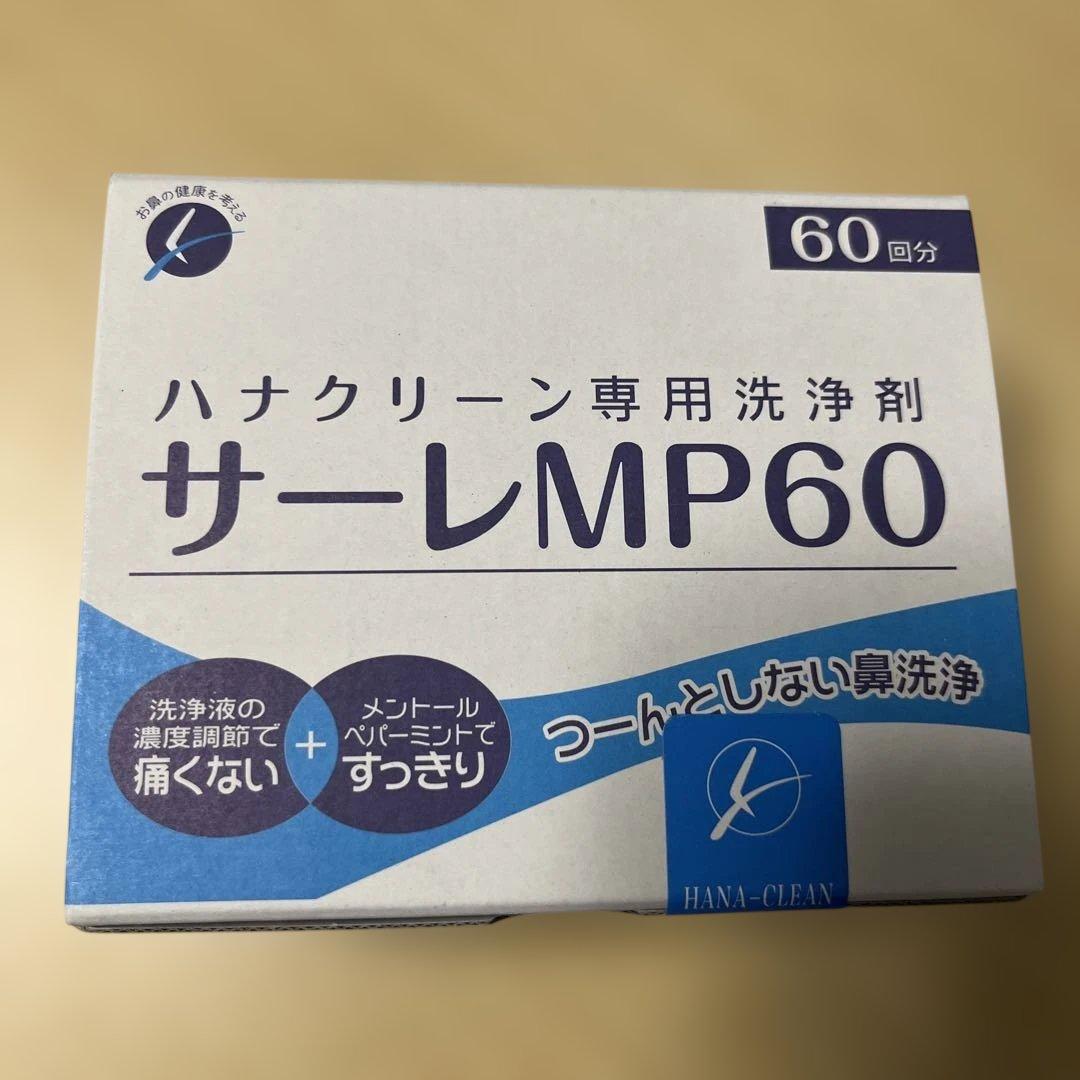 お鼻の健康を考える
60回分
ハナクリーン専用洗浄剤
サーレMP60
洗浄液の
濃度調節で
痛くない
+
メントール
ペパーミントで
すっきり
つーんとしない鼻洗浄
HANA-CLEAN